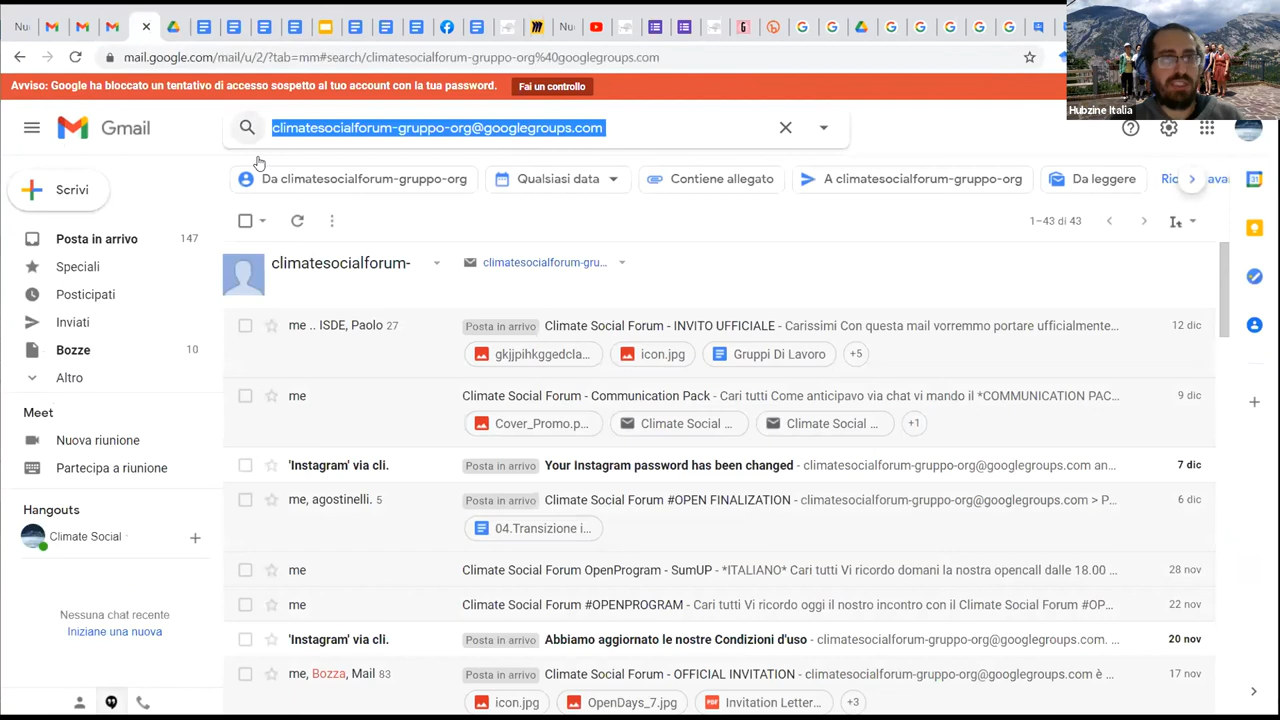 Nu
Nu
mail.google.com/mail/u/2/?tab=mm#search/climatesocialforum-gruppo-org%40googlegroups.com
Hubzine Italia
Avviso: Google ha bloccato un tentativo di accesso sospetto al tuo account con la tua password. Fai un controllo
Gmail
climatesocialforum-gruppo-org@googlegroups.com
Scrivi
Da climatesocialforum-gruppo-org
Qualsiasi data
Contiene allegato
A climatesocialforum-gruppo-org
Da leggere
1–43 di 43
Posta in arrivo 147
Speciali
Posticipati
Inviati
Bozze 10
Altro
Meet
Nuova riunione
Partecipa a riunione
Hangouts
Climate Social
Nessuna chat recente
Iniziane una nuova
climatesocialforum-
climatesocialforum-gru...
me .. ISDE, Paolo 27 Posta in arrivo Climate Social Forum - INVITO UFFICIALE - Carissimi Con questa mail vorremmo portare ufficialmente... 12 dic
gkjjpihkggedcla... icon.jpg Gruppi Di Lavoro +5
me Climate Social Forum - Communication Pack - Cari tutti Come anticipavo via chat vi mando il *COMMUNICATION PAC... 9 dic
Cover_Promo.p... Climate Social ... Climate Social ... +1
'Instagram' via cli. Posta in arrivo Your Instagram password has been changed - climatesocialforum-gruppo-org@googlegroups.com an... 7 dic
me, agostinelli. 5 Posta in arrivo Climate Social Forum #OPEN FINALIZATION - climatesocialforum-gruppo-org@googlegroups.com > P... 6 dic
04.Transizione i...
me Climate Social Forum OpenProgram - SumUP - *ITALIANO* Cari tutti Vi ricordo domani la nostra opencall dalle 18.00 ... 28 nov
me Climate Social Forum #OPENPROGRAM - Cari tutti Vi ricordo oggi il nostro incontro con il Climate Social Forum #OP... 22 nov
'Instagram' via cli. Posta in arrivo Abbiamo aggiornato le nostre Condizioni d'uso - climatesocialforum-gruppo-org@googlegroups.com. ... 20 nov
me, Bozza, Mail 83 Posta in arrivo Climate Social Forum - OFFICIAL INVITATION - climatesocialforum-gruppo-org@googlegroups.com è ... 17 nov
icon.jpg OpenDays_7.jpg Invitation Letter... +3